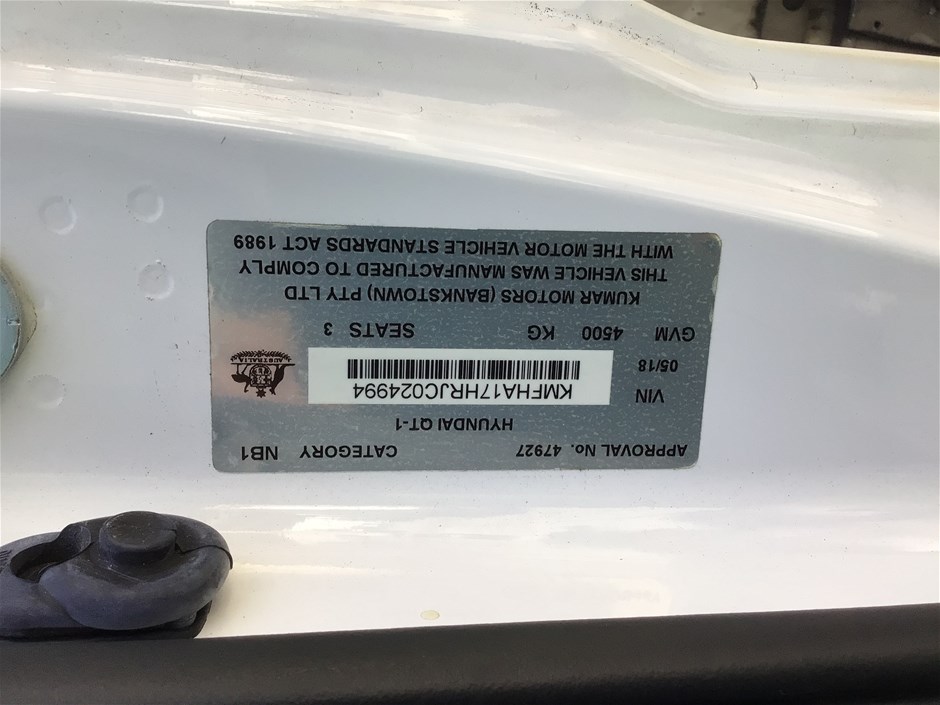 APPROVAL No. 47927 CATEGORY NB1
HYUNDAI QT-1
VIN KMFHA17HRJC024994
05/18
AUSTRALIA
GVM 4500 KG SEATS 3
KUMAR MOTORS (BANKSTOWN) PTY LTD
THIS VEHICLE WAS MANUFACTURED TO COMPLY
WITH THE MOTOR VEHICLE STANDARDS ACT 1989